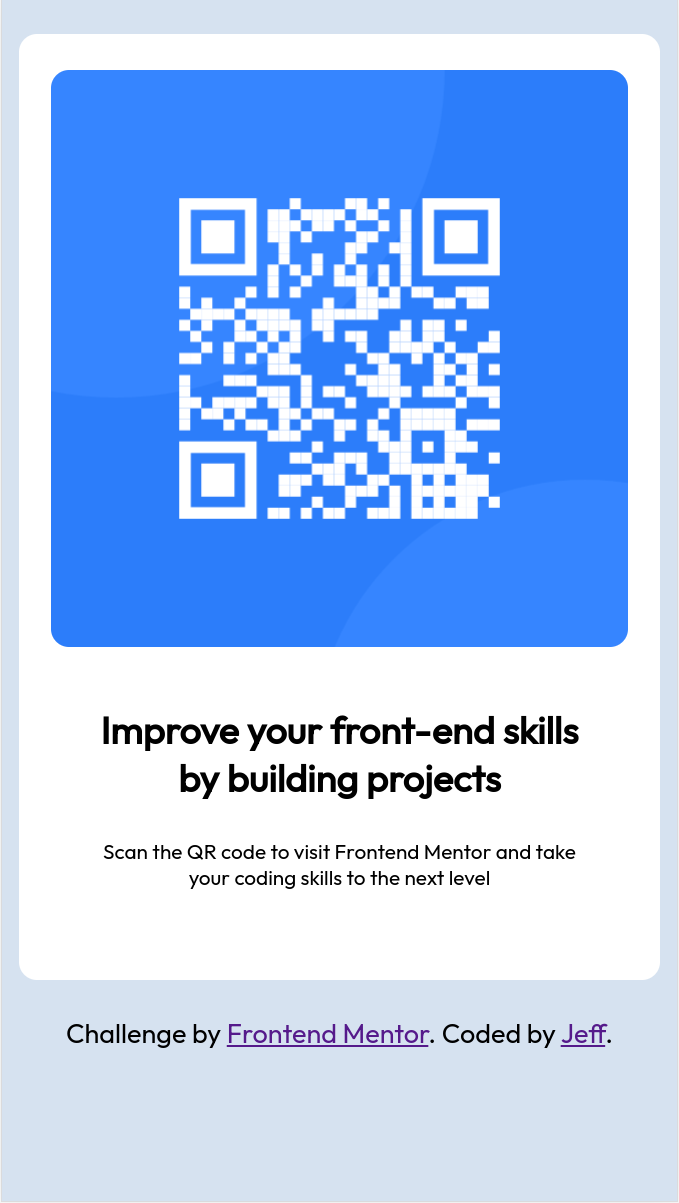 Improve your front-end skills
by building projects
Scan the QR code to visit Frontend Mentor and take
your coding skills to the next level
Challenge by Frontend Mentor. Coded by Jeff.